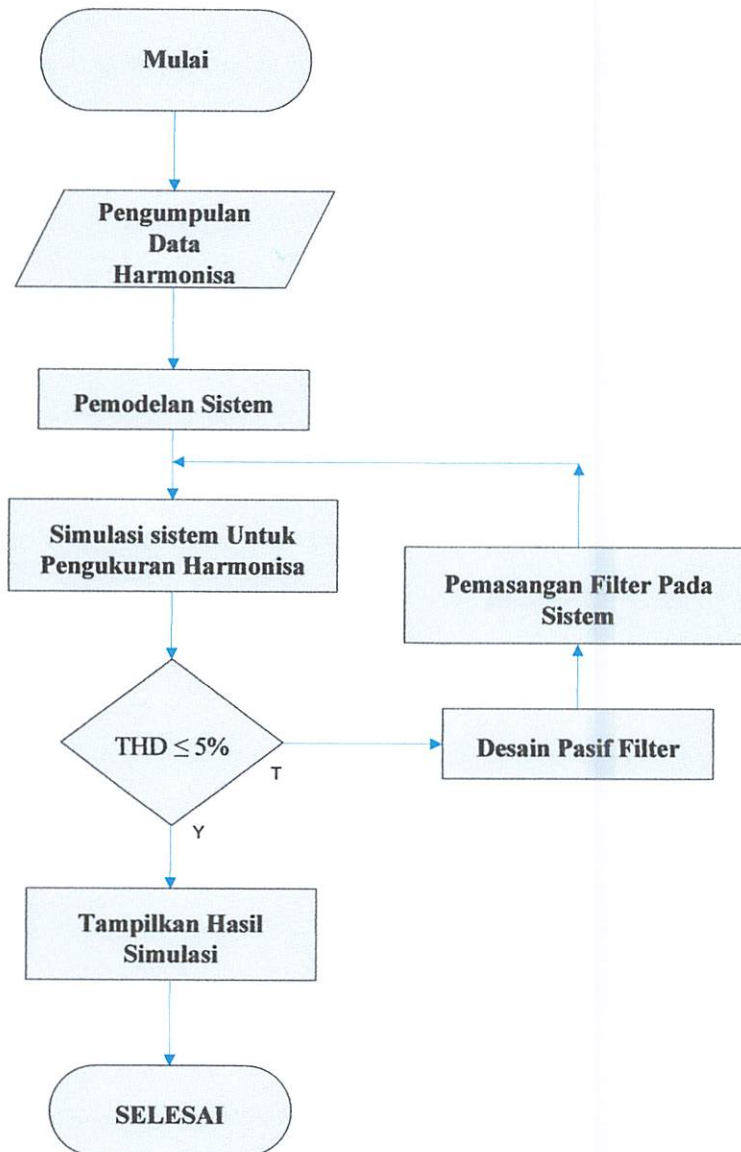 Mulai
Pengumpulan
Data
Harmonisa
Pemodelan Sistem
Simulasi sistem Untuk
Pengukuran Harmonisa
THD ≤ 5%
T
Y
Desain Pasif Filter
Pemasangan Filter Pada
Sistem
Tampilkan Hasil
Simulasi
SELESAI